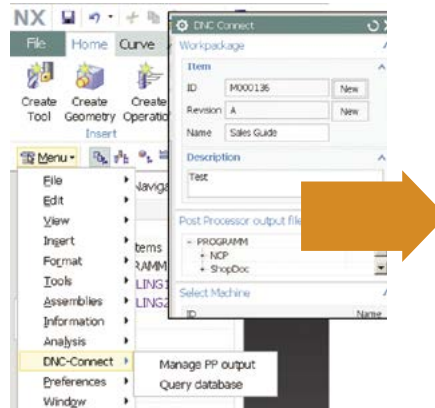 NX
File Home Curve
Create Tool
Create Geometry
Create
Insert
Menu
File
Edit
View
Insert
Format
Tools
Assemblies
Information
Analysis
DNC-Connect
Preferences
Window
Manage PP output
Query database
DNC Connect
Workpackage
Item
ID M000136 New
Revision A New
Name Sales Guide
Description
Test
Post Processor output file
PROGRAMM
NCP
ShopDoc
Select Machine
ID Name